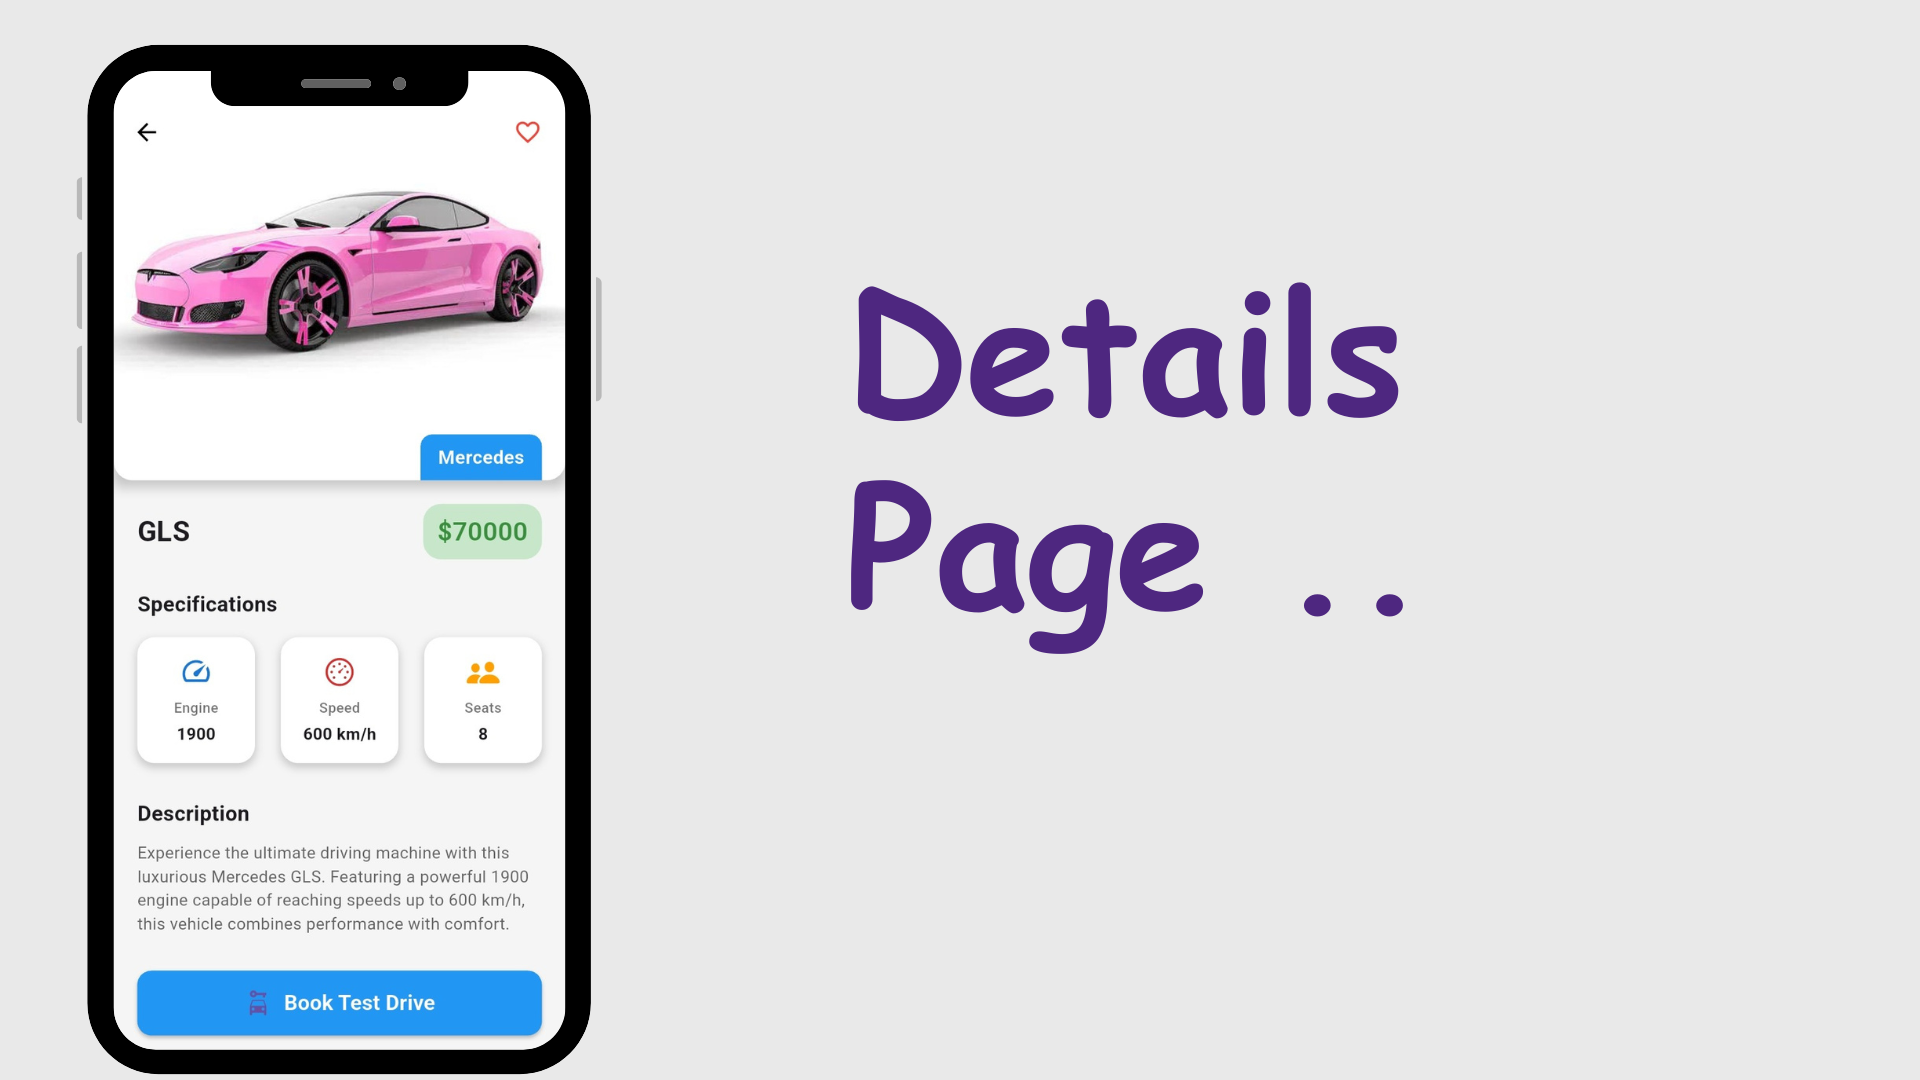 Mercedes
GLS
$70000
Specifications
Engine
1900
Speed
600 km/h
Seats
8
Description
Experience the ultimate driving machine with this
luxurious Mercedes GLS. Featuring a powerful 1900
engine capable of reaching speeds up to 600 km/h,
this vehicle combines performance with comfort.
Book Test Drive
Details
Page ..